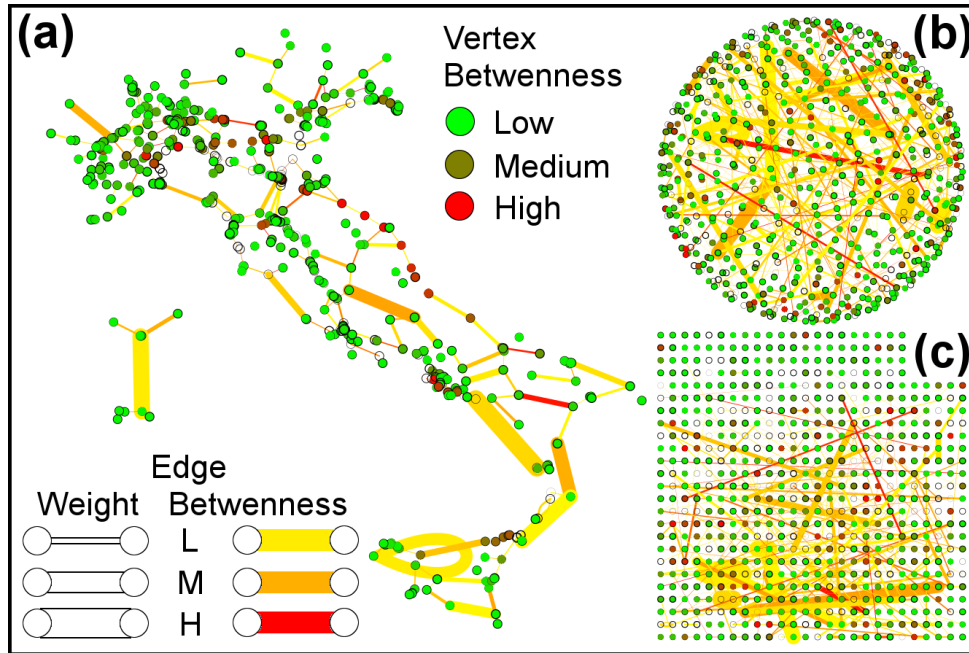 (a)
Vertex
Betwenness
Low
Medium
High
(b)
(c)
Edge
Weight Betwenness
L
M
H